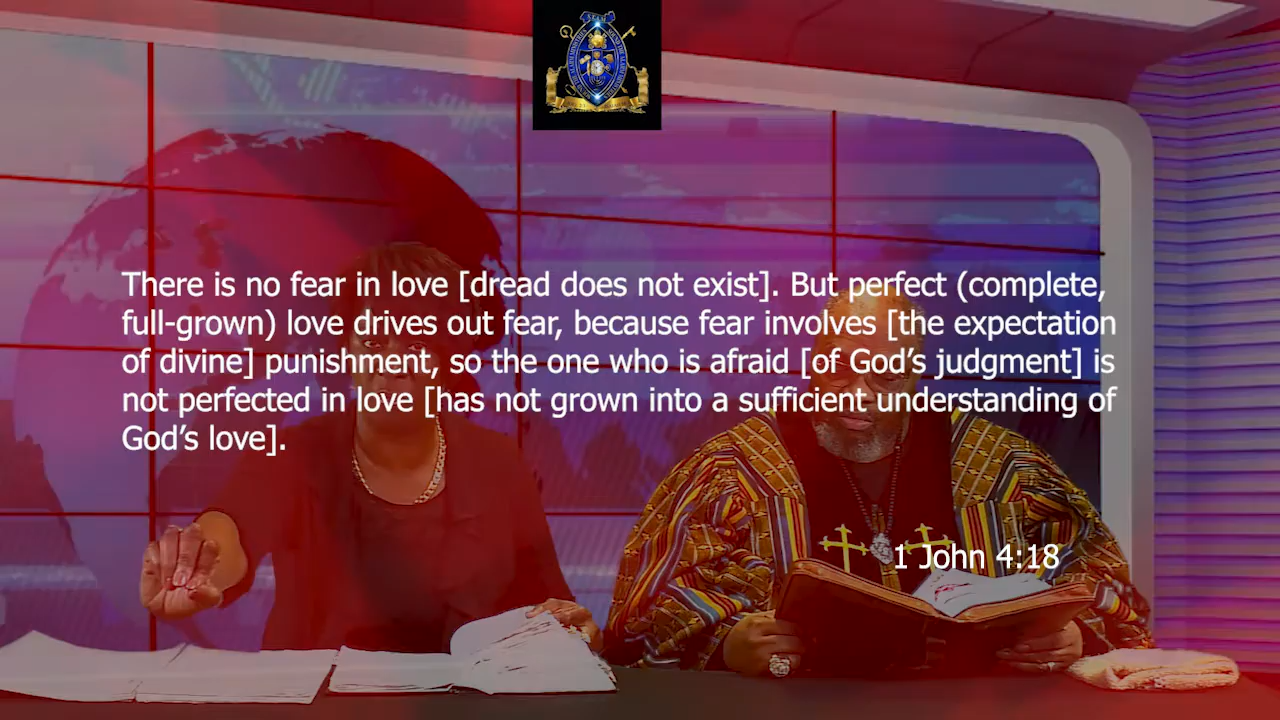 There is no fear in love [dread does not exist]. But perfect (complete,
full-grown) love drives out fear, because fear involves [the expectation
of divine] punishment, so the one who is afraid [of God’s judgment] is
not perfected in love [has not grown into a sufficient understanding of
God’s love].
1 John 4:18